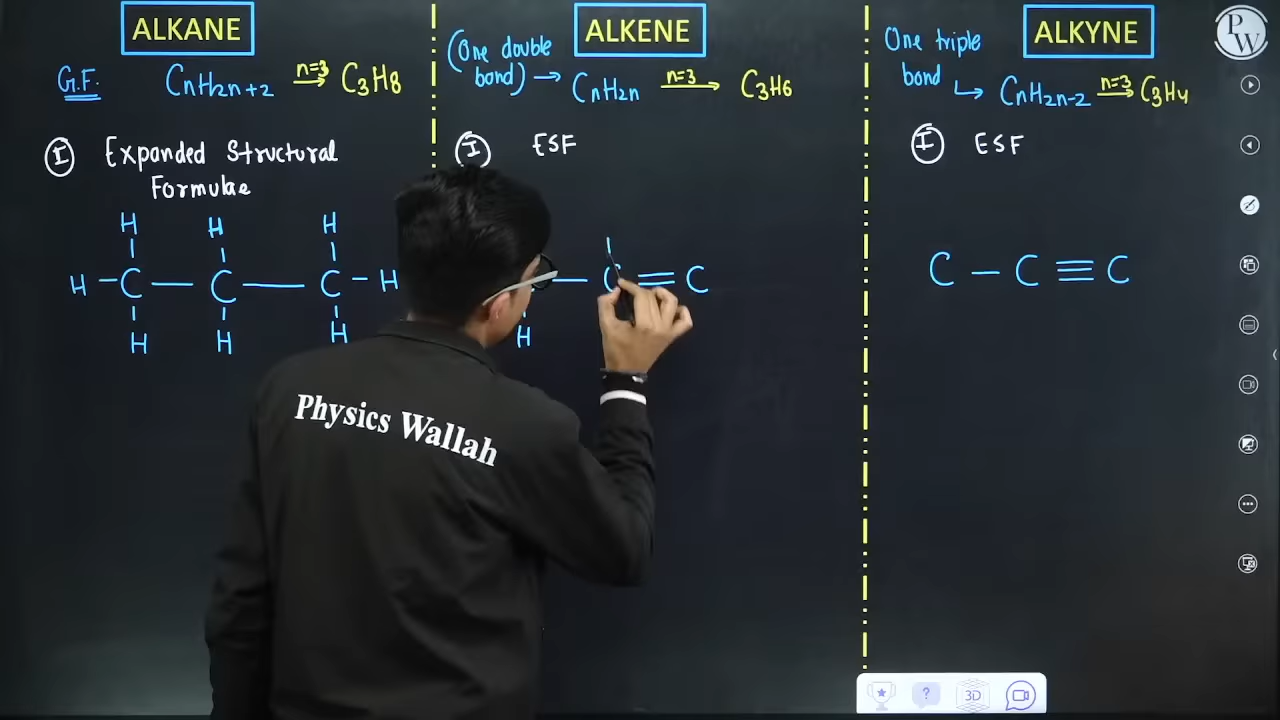 ALKANE
G.F. CnH2n+2 n=3 C3H8
I Expanded Structural
Formulae
H H H
H - C - C - C - H
H H H
ALKENE
(One double
bond) → CnH2n n=3 C3H6
I ESF
C = C
H
ALKYNE
One triple
bond
CnH2n-2 n=3 C3H4
I ESF
C - C ≡ C
Physics Wallah
PW
?
3D